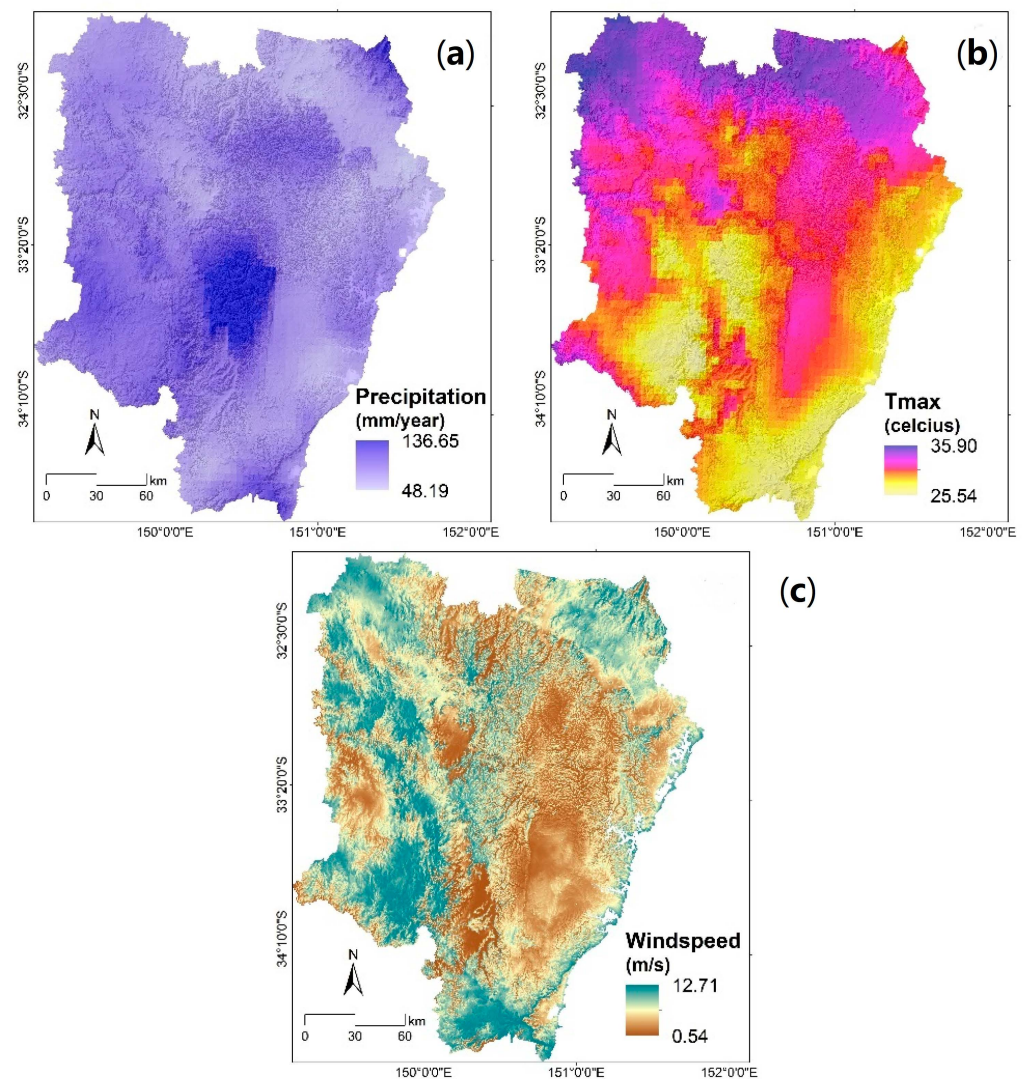 (a)
32°30'0"S
33°20'0"S
34°10'0"S
N
km
0 30 60
Precipitation
(mm/year)
136.65
48.19
150°0'0"E 151°0'0"E 152°0'0"E
(b)
32°30'0"S
33°20'0"S
34°10'0"S
N
km
0 30 60
Tmax
(celcius)
35.90
25.54
150°0'0"E 151°0'0"E 152°0'0"E
(c)
32°30'0"S
33°20'0"S
34°10'0"S
N
km
0 30 60
Windspeed
(m/s)
12.71
0.54
150°0'0"E 151°0'0"E 152°0'0"E